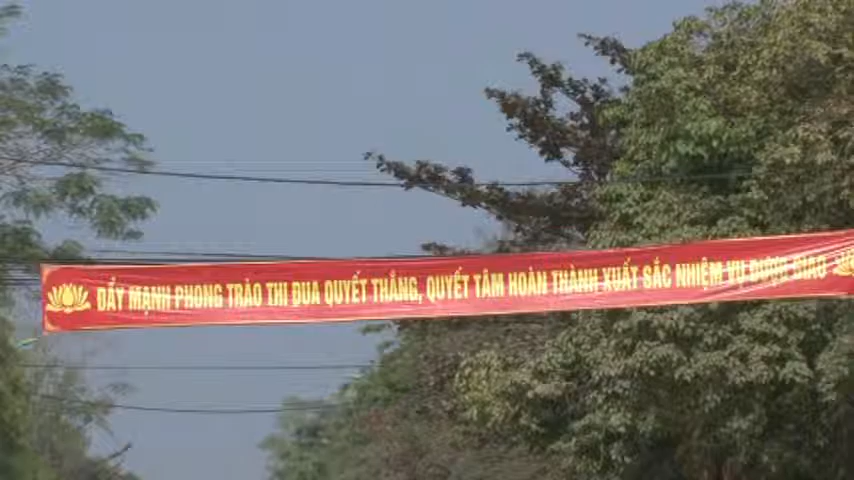 ĐẨY MẠNH PHONG TRÀO THI ĐUA QUYẾT THẮNG, QUYẾT TÂM HOÀN THÀNH XUẤT SẮC NHIỆM VỤ ĐƯỢC GIAO